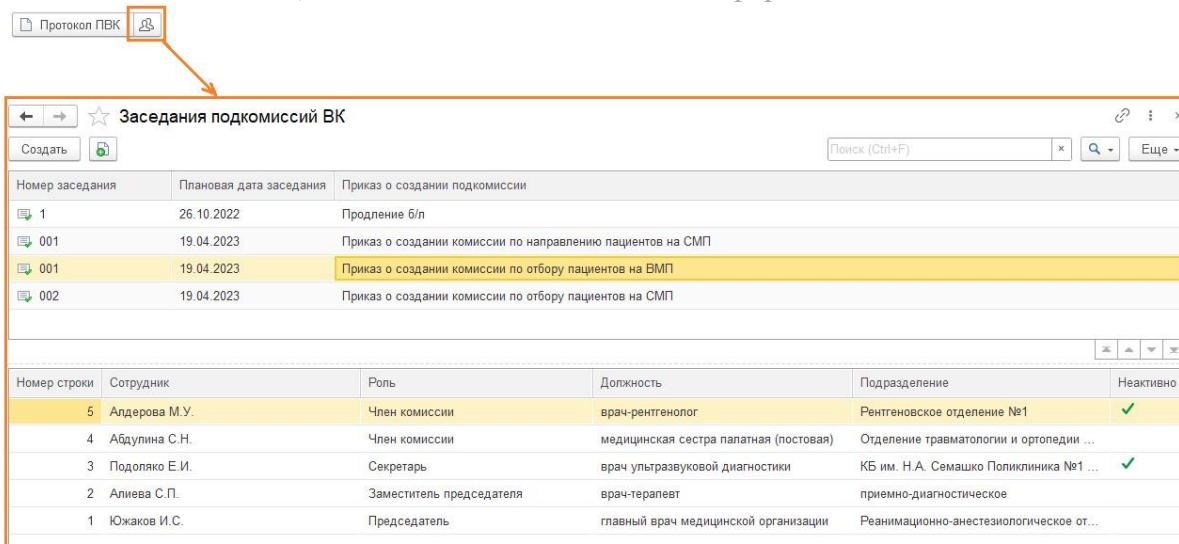 Протокол ПВК
Заседания подкомиссий ВК
Создать Поиск (Ctrl+F) × Еще
Номер заседания Плановая дата заседания Приказ о создании подкомиссии
1 26.10.2022 Продление б/л
001 19.04.2023 Приказ о создании комиссии по направлению пациентов на СМП
001 19.04.2023 Приказ о создании комиссии по отбору пациентов на ВМП
002 19.04.2023 Приказ о создании комиссии по отбору пациентов на СМП
Номер строки Сотрудник Роль Должность Подразделение Неактивно
5 Алдерова М.У. Член комиссии врач-рентгенолог Рентгеновское отделение №1
4 Абдулина С.Н. Член комиссии медицинская сестра палатная (постовая) Отделение травматологии и ортопедии ...
3 Подоляко Е.И. Секретарь врач ультразвуковой диагностики КБ им. Н.А. Семашко Поликлиника №1 ...
2 Алиева С.П. Заместитель председателя врач-терапевт приемно-диагностическое
1 Южаков И.С. Председатель главный врач медицинской организации Реанимационно-анестезиологическое от...